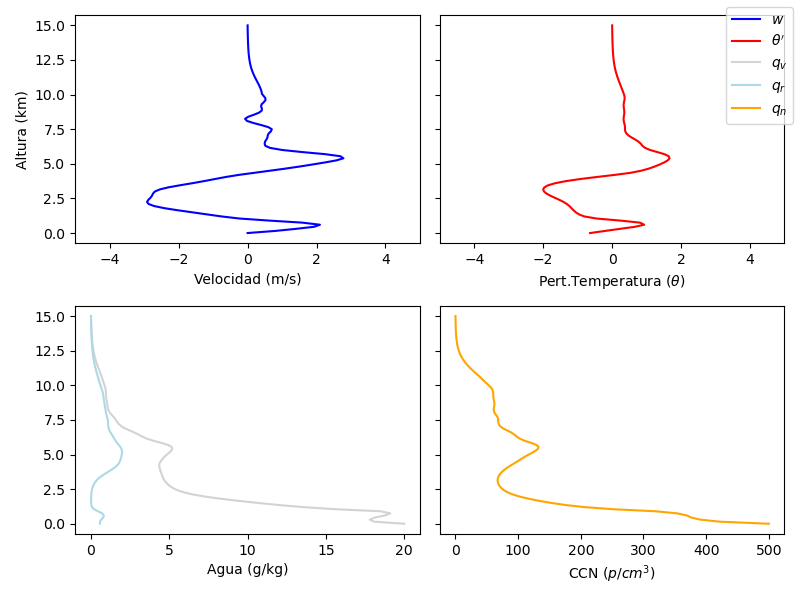 15.0
12.5
10.0
7.5
5.0
2.5
0.0
Altura (km)
−4 −2 0 2 4
Velocidad (m/s)
−4 −2 0 2 4
Pert.Temperatura (θ)
w
θ′
q_v
q_r
q_n
15.0
12.5
10.0
7.5
5.0
2.5
0.0
0 5 10 15 20
Agua (g/kg)
0 100 200 300 400 500
CCN (p/cm³)